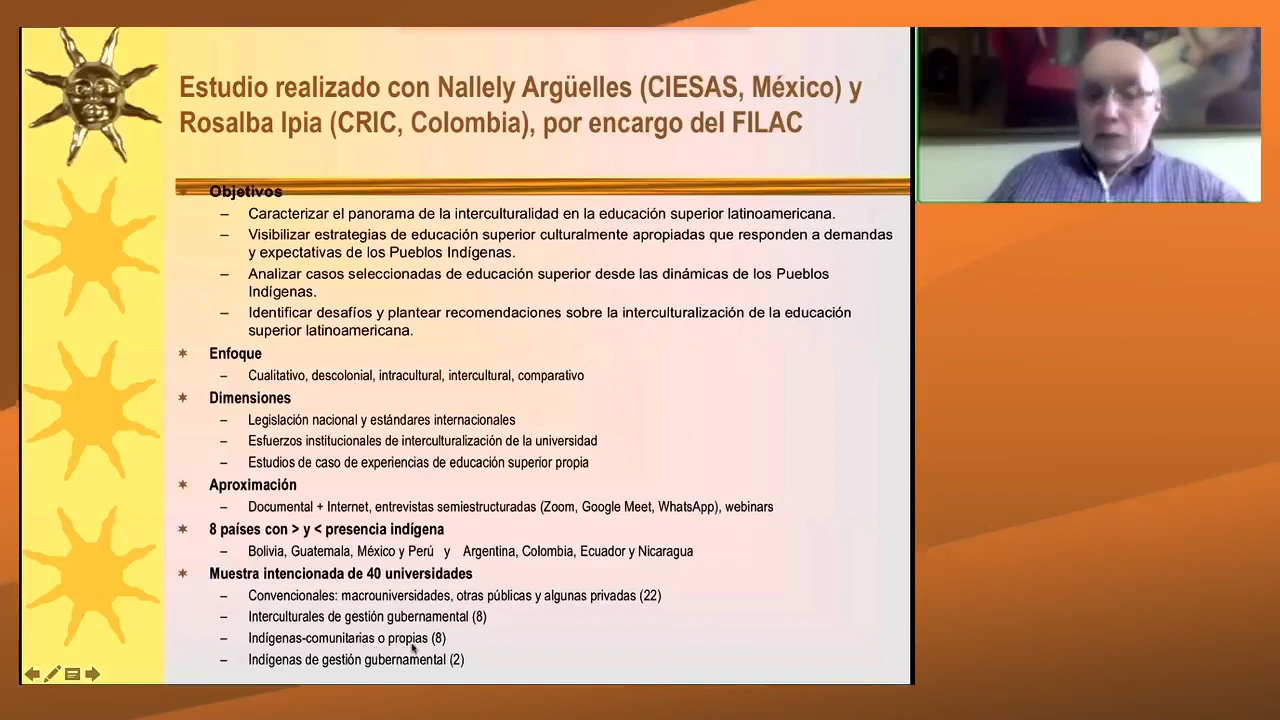 Estudio realizado con Nallely Argüelles (CIESAS, México) y
Rosalba Ipia (CRIC, Colombia), por encargo del FILAC
Objetivos
– Caracterizar el panorama de la interculturalidad en la educación superior latinoamericana.
– Visibilizar estrategias de educación superior culturalmente apropiadas que responden a demandas
y expectativas de los Pueblos Indígenas.
– Analizar casos seleccionadas de educación superior desde las dinámicas de los Pueblos
Indígenas.
– Identificar desafíos y plantear recomendaciones sobre la interculturalización de la educación
superior latinoamericana.
Enfoque
– Cualitativo, descolonial, intracultural, intercultural, comparativo
Dimensiones
– Legislación nacional y estándares internacionales
– Esfuerzos institucionales de interculturalización de la universidad
– Estudios de caso de experiencias de educación superior propia
Aproximación
– Documental + Internet, entrevistas semiestructuradas (Zoom, Google Meet, WhatsApp), webinars
8 países con > y < presencia indígena
– Bolivia, Guatemala, México y Perú y Argentina, Colombia, Ecuador y Nicaragua
Muestra intencionada de 40 universidades
– Convencionales: macrouniversidades, otras públicas y algunas privadas (22)
– Interculturales de gestión gubernamental (8)
– Indígenas-comunitarias o propias (8)
– Indígenas de gestión gubernamental (2)